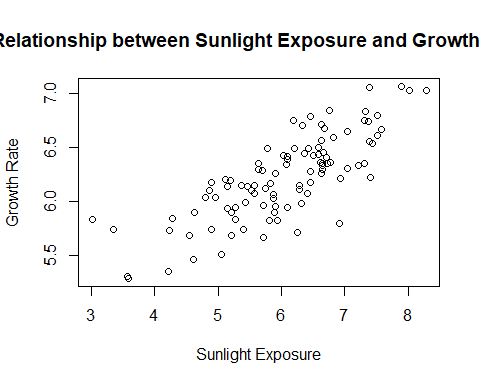 Relationship between Sunlight Exposure and Growth
7.0
6.5
6.0
5.5
Growth Rate
3 4 5 6 7 8
Sunlight Exposure